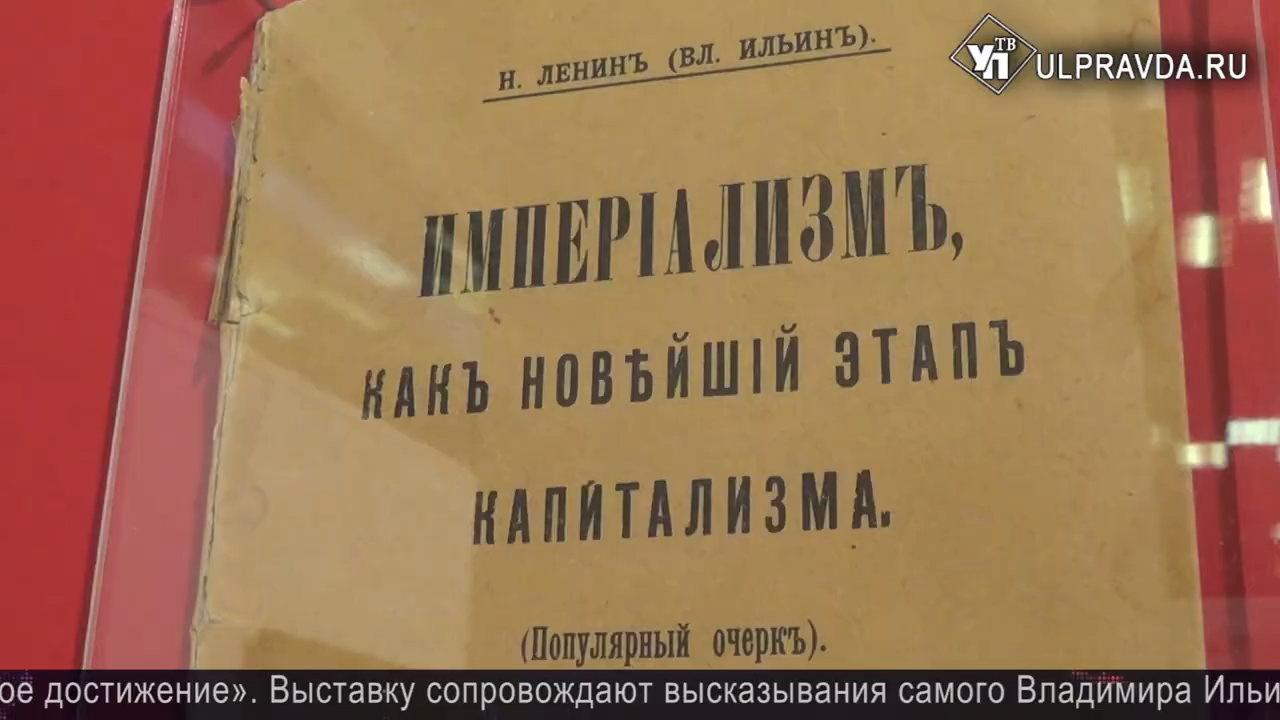 Н. ЛЕНИНЪ (ВЛ. ИЛЬИНЪ).
УП ТВ ULPRAVDA.RU
ИМПЕРІАЛИЗМЪ,
КАКЪ НОВѢЙШІЙ ЭТАПЪ
КАПИТАЛИЗМА.
(Популярный очеркъ).
ое достижение». Выставку сопровождают высказывания самого Владимира Ильи